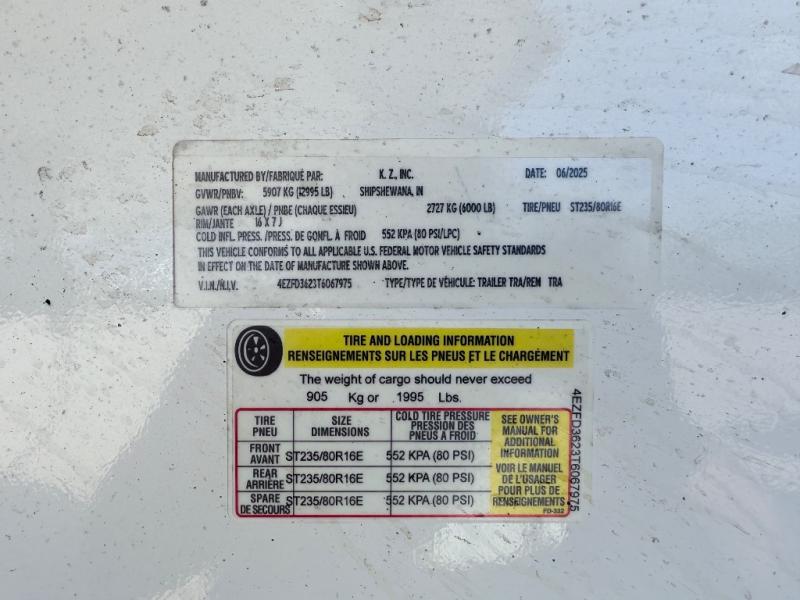 MANUFACTURED BY/FABRIQUÉ PAR: K. Z., INC. DATE: 06/2025
GVWR/PNBV: 5907 KG (12995 LB) SHIPSHEWANA, IN
GAWR (EACH AXLE) / PNBE (CHAQUE ESSIEU) 2727 KG (6000 LB) TIRE/PNEU ST235/80R16E
RIM/JANTE 16 X 7 J
COLD INFL. PRESS. /PRESS. DE GONFL. À FROID 552 KPA (80 PSI/LPC)
THIS VEHICLE CONFORMS TO ALL APPLICABLE U.S. FEDERAL MOTOR VEHICLE SAFETY STANDARDS
IN EFFECT ON THE DATE OF MANUFACTURE SHOWN ABOVE.
V.I.N./N.I.V. 4EZFD3623T6067975 TYPE/TYPE DE VÉHICULE: TRAILER TRA/REM TRA
TIRE AND LOADING INFORMATION
RENSEIGNEMENTS SUR LES PNEUS ET LE CHARGÉMENT
The weight of cargo should never exceed
905 Kg or 1995 Lbs.
TIRE PNEU SIZE DIMENSIONS COLD TIRE PRESSURE PRESSION DES PNEUS A FROID
FRONT AVANT ST235/80R16E 552 KPA (80 PSI)
REAR ARRIÈRE ST235/80R16E 552 KPA (80 PSI)
SPARE DE SECOURS ST235/80R16E 552 KPA (80 PSI)
SEE OWNER'S
MANUAL FOR
ADDITIONAL
INFORMATION
VOIR LE MANUEL
DE L'USAGER
POUR PLUS DE
RENSEIGNEMENTS
FD-332
4EZFD3623T6067975